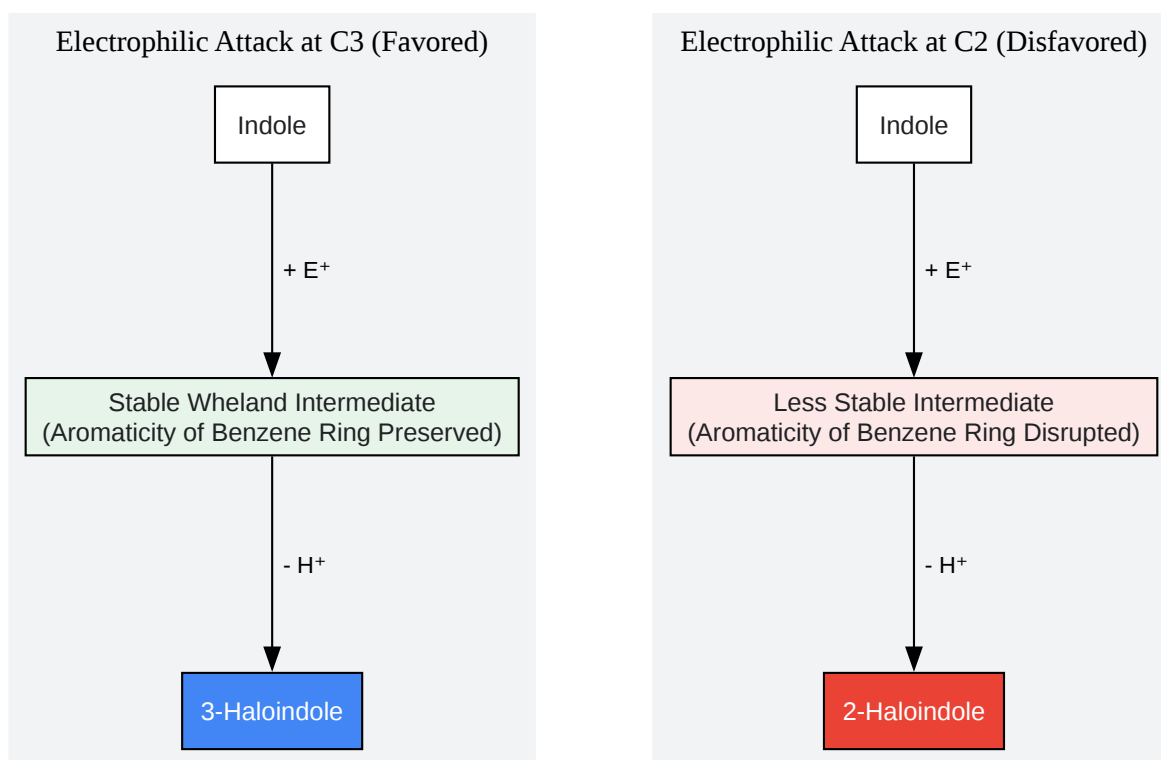 Electrophilic Attack at C3 (Favored)
Indole
+ E⁺
Stable Wheland Intermediate
(Aromaticity of Benzene Ring Preserved)
- H⁺
3-Haloindole
Electrophilic Attack at C2 (Disfavored)
Indole
+ E⁺
Less Stable Intermediate
(Aromaticity of Benzene Ring Disrupted)
- H⁺
2-Haloindole